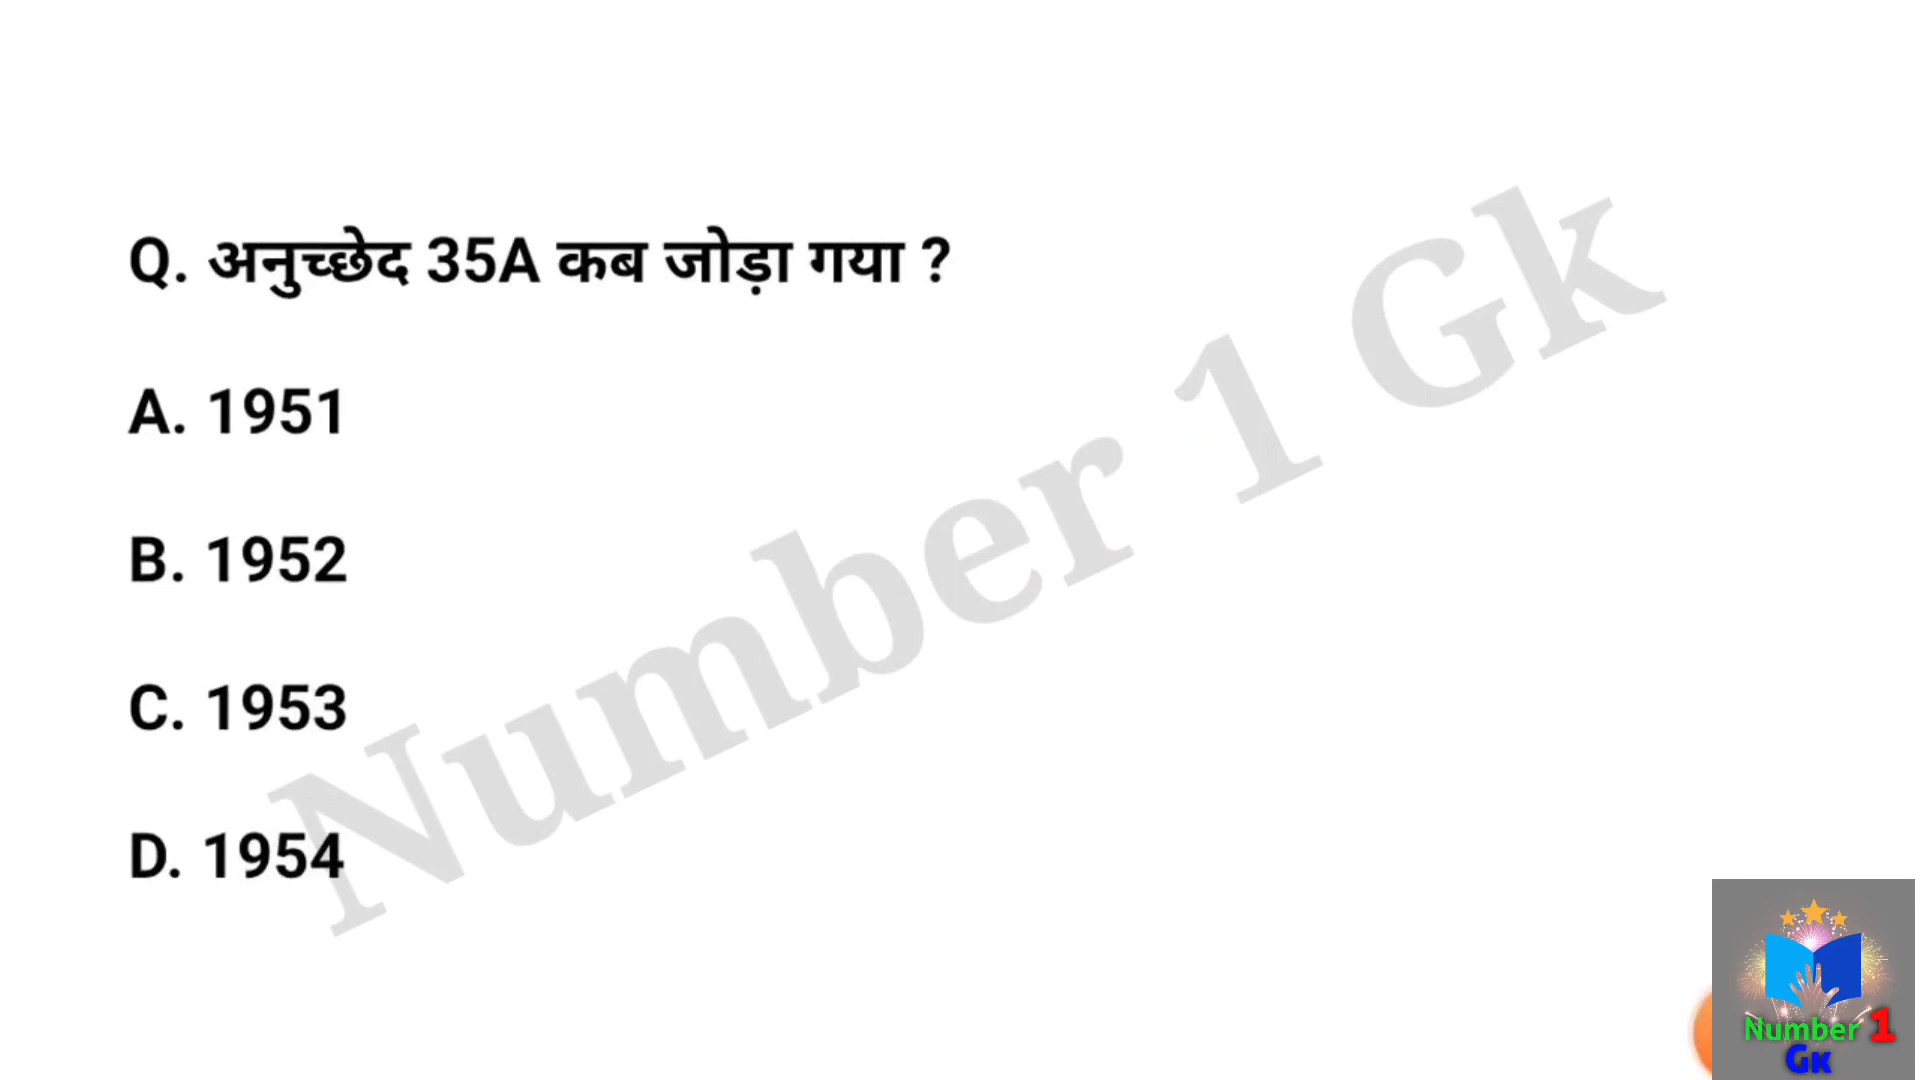 Q. अनुच्छेद 35A कब जोड़ा गया ?
A. 1951
B. 1952
C. 1953
D. 1954
Number 1 Gk
Number 1
GK